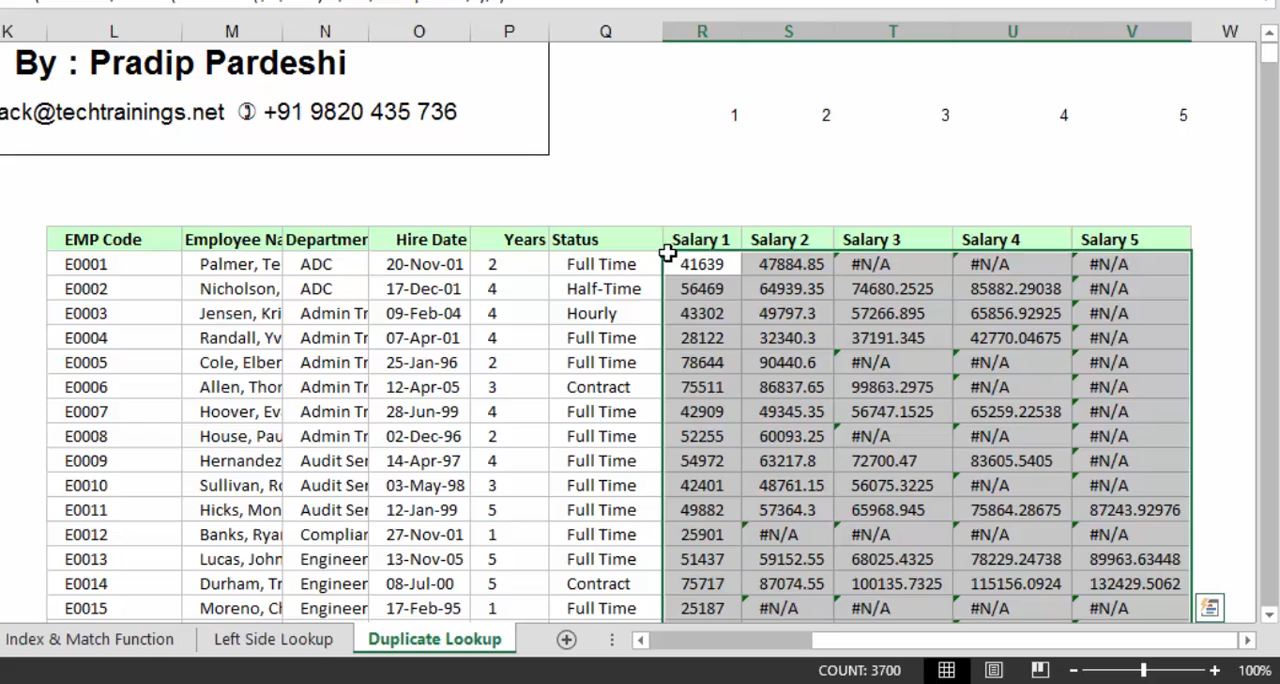 K L M N O P Q R S T U V W
By : Pradip Pardeshi
ack@techtrainings.net ✆ +91 9820 435 736
1 2 3 4 5
EMP Code Employee Na Departmer Hire Date Years Status Salary 1 Salary 2 Salary 3 Salary 4 Salary 5
E0001 Palmer, Te ADC 20-Nov-01 2 Full Time 41639 47884.85 #N/A #N/A #N/A
E0002 Nicholson, ADC 17-Dec-01 4 Half-Time 56469 64939.35 74680.2525 85882.29038 #N/A
E0003 Jensen, Kri Admin Tr 09-Feb-04 4 Hourly 43302 49797.3 57266.895 65856.92925 #N/A
E0004 Randall, Yv Admin Tr 07-Apr-01 4 Full Time 28122 32340.3 37191.345 42770.04675 #N/A
E0005 Cole, Elber Admin Tr 25-Jan-96 2 Full Time 78644 90440.6 #N/A #N/A #N/A
E0006 Allen, Thor Admin Tr 12-Apr-05 3 Contract 75511 86837.65 99863.2975 #N/A #N/A
E0007 Hoover, Ev Admin Tr 28-Jun-99 4 Full Time 42909 49345.35 56747.1525 65259.22538 #N/A
E0008 House, Pau Admin Tr 02-Dec-96 2 Full Time 52255 60093.25 #N/A #N/A #N/A
E0009 Hernandez Audit Ser 14-Apr-97 4 Full Time 54972 63217.8 72700.47 83605.5405 #N/A
E0010 Sullivan, Ro Audit Ser 03-May-98 3 Full Time 42401 48761.15 56075.3225 #N/A #N/A
E0011 Hicks, Mon Audit Ser 12-Jan-99 5 Full Time 49882 57364.3 65968.945 75864.28675 87243.92976
E0012 Banks, Rya Compliar 27-Nov-01 1 Full Time 25901 #N/A #N/A #N/A #N/A
E0013 Lucas, John Engineer 13-Nov-05 5 Full Time 51437 59152.55 68025.4325 78229.24738 89963.63448
E0014 Durham, Tr Engineer 08-Jul-00 5 Contract 75717 87074.55 100135.7325 115156.0924 132429.5062
E0015 Moreno, Ch Engineer 17-Feb-95 1 Full Time 25187 #N/A #N/A #N/A #N/A
Index & Match Function Left Side Lookup Duplicate Lookup
COUNT: 3700 100%